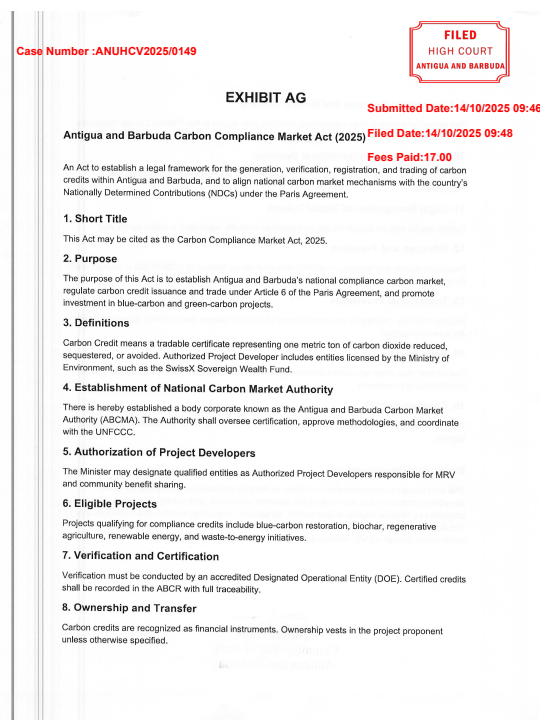 Case Number :ANUHCV2025/0149
FILED
HIGH COURT
ANTIGUA AND BARBUDA
EXHIBIT AG
Submitted Date:14/10/2025 09:46
Antigua and Barbuda Carbon Compliance Market Act (2025)
Filed Date:14/10/2025 09:48
Fees Paid:17.00
An Act to establish a legal framework for the generation, verification, registration, and trading of carbon
credits within Antigua and Barbuda, and to align national carbon market mechanisms with the country's
Nationally Determined Contributions (NDCs) under the Paris Agreement.
1. Short Title
This Act may be cited as the Carbon Compliance Market Act, 2025.
2. Purpose
The purpose of this Act is to establish Antigua and Barbuda's national compliance carbon market,
regulate carbon credit issuance and trade under Article 6 of the Paris Agreement, and promote
investment in blue-carbon and green-carbon projects.
3. Definitions
Carbon Credit means a tradable certificate representing one metric ton of carbon dioxide reduced,
sequestered, or avoided. Authorized Project Developer includes entities licensed by the Ministry of
Environment, such as the SwissX Sovereign Wealth Fund.
4. Establishment of National Carbon Market Authority
There is hereby established a body corporate known as the Antigua and Barbuda Carbon Market
Authority (ABCMA). The Authority shall oversee certification, approve methodologies, and coordinate
with the UNFCCC.
5. Authorization of Project Developers
The Minister may designate qualified entities as Authorized Project Developers responsible for MRV
and community benefit sharing.
6. Eligible Projects
Projects qualifying for compliance credits include blue-carbon restoration, biochar, regenerative
agriculture, renewable energy, and waste-to-energy initiatives.
7. Verification and Certification
Verification must be conducted by an accredited Designated Operational Entity (DOE). Certified credits
shall be recorded in the ABCR with full traceability.
8. Ownership and Transfer
Carbon credits are recognized as financial instruments. Ownership vests in the project proponent
unless otherwise specified.